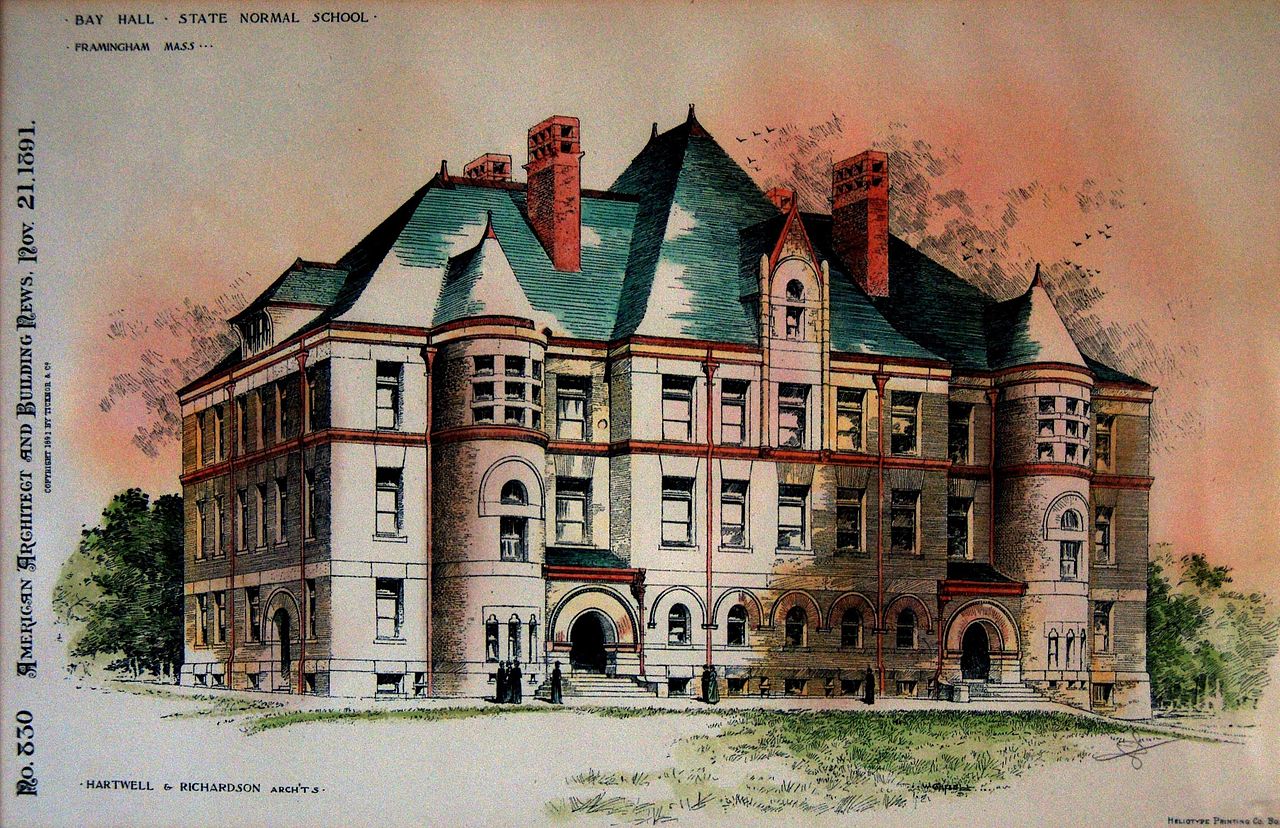 · BAY HALL · STATE NORMAL SCHOOL ·
· FRAMINGHAM MASS ···
No. 830 AMERICAN ARCHITECT AND BUILDING NEWS, NOV. 21, 1891.
COPYRIGHT 1891 BY TICKNOR & Co
· HARTWELL & RICHARDSON ARCH'TS ·
HELIOTYPE PRINTING CO. BO